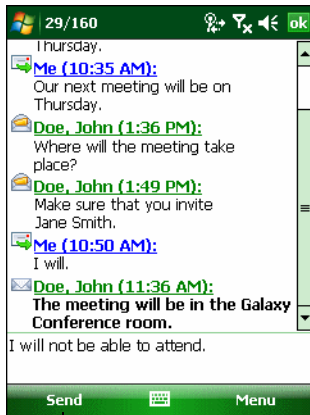 29/160
ok
Thursday.
Me (10:35 AM):
Our next meeting will be on
Thursday.
Doe, John (1:36 PM):
Where will the meeting take
place?
Doe, John (1:49 PM):
Make sure that you invite
Jane Smith.
Me (10:50 AM):
I will.
Doe, John (11:36 AM):
The meeting will be in the Galaxy
Conference room.
I will not be able to attend.
Send
Menu